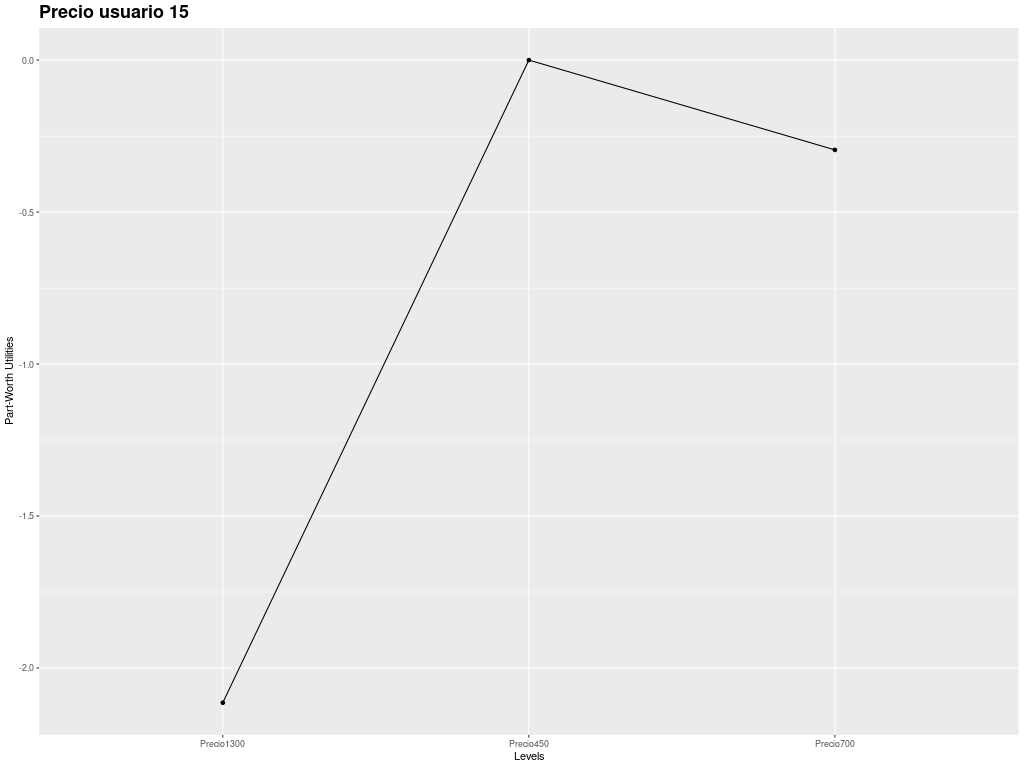 Precio usuario 15
Part-Worth Utilities
0.0
-0.5
-1.0
-1.5
-2.0
Precio1300 Precio450 Precio700
Levels